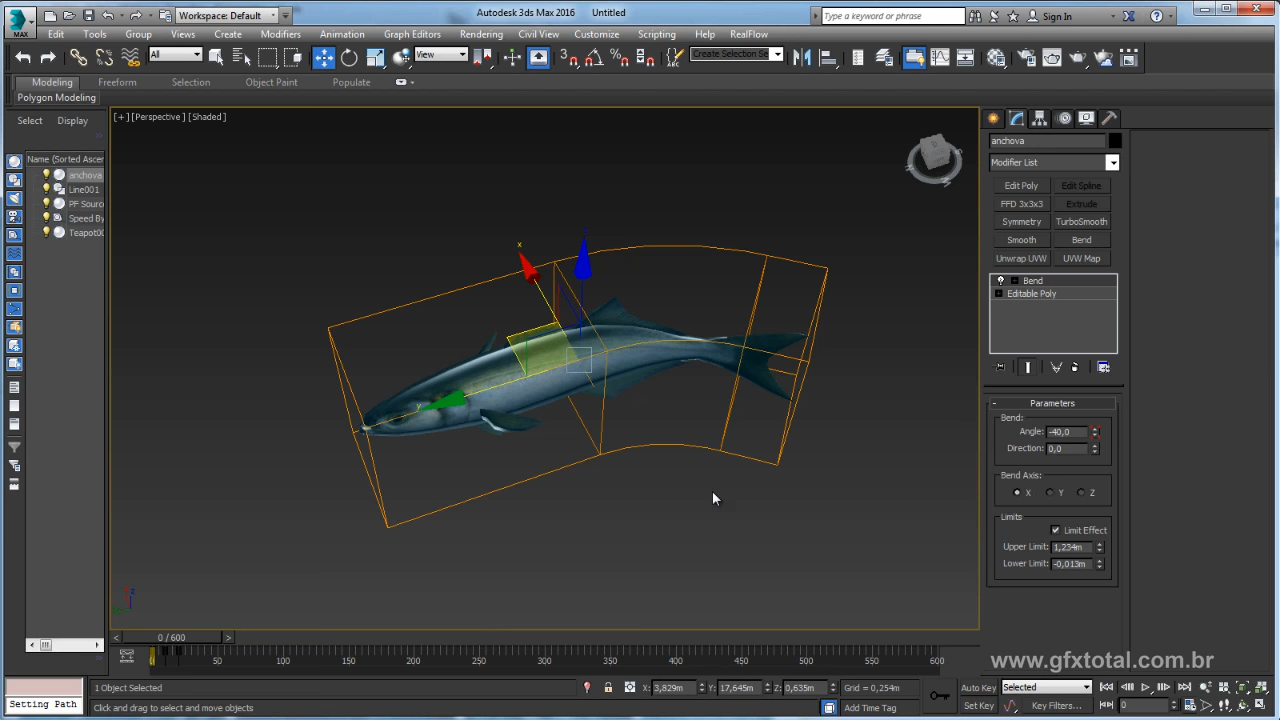 MAX
Workspace: Default
Autodesk 3ds Max 2016    Untitled
Type a keyword or phrase
Sign In
Edit Tools Group Views Create Modifiers Animation Graph Editors Rendering Civil View Customize Scripting Help RealFlow
All
View
Modeling Freeform Selection Object Paint Populate
Polygon Modeling
Select Display
[+] [Perspective] [Shaded]
Name (Sorted Ascen
anchova
Line001
PF Source
Speed By
Teapot00
x
y
anchova
Modifier List
Edit Poly Edit Spline
FFD 3x3x3 Extrude
Symmetry TurboSmooth
Smooth Bend
Unwrap UVW UVW Map
Bend
Editable Poly
- Parameters
Bend:
Angle: -40,0
Direction: 0,0
Bend Axis:
X Y Z
Limits
Limit Effect
Upper Limit: 1,234m
Lower Limit: -0,013m
< 0 / 600 >
50 100 150 200 250 300 350 400 450 500 550 600
www.gfxtotal.com.br
1 Object Selected
X: 3,829m Y: 17,645m Z: 0,635m Grid = 0,254m
Auto Key Selected
Setting Path
Click and drag to select and move objects
Add Time Tag
Set Key Key Filters... 0